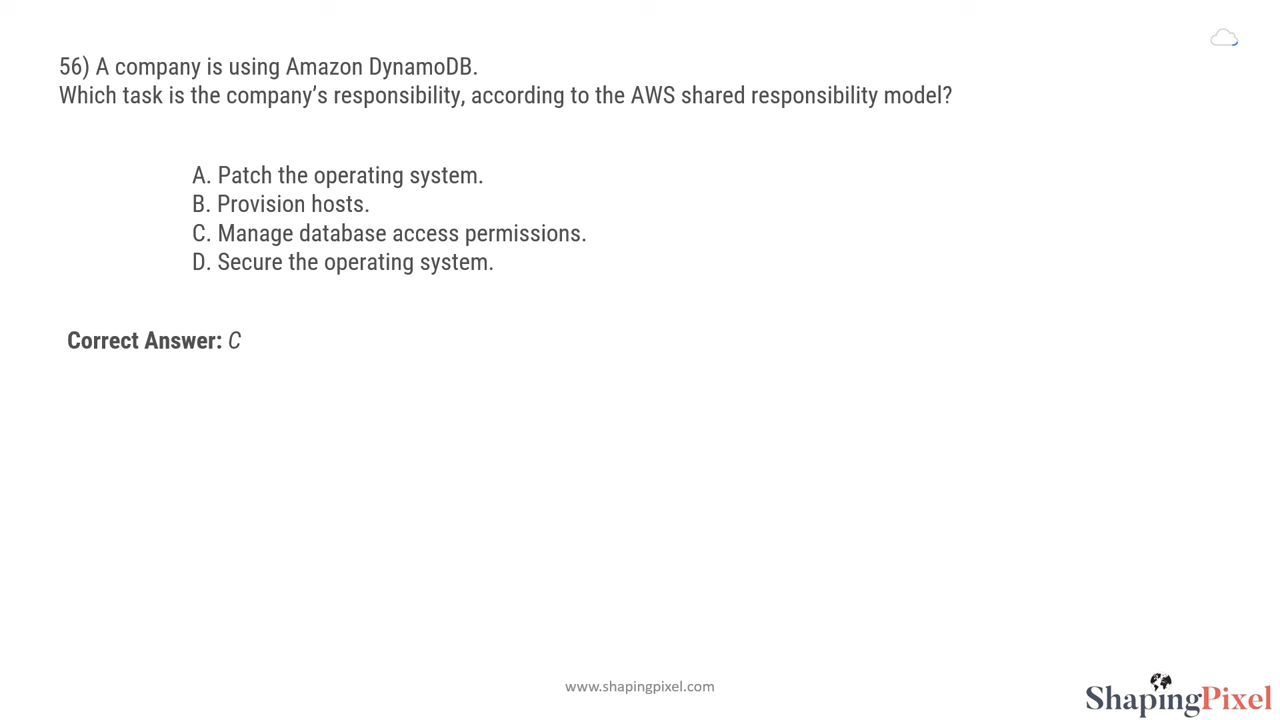 56) A company is using Amazon DynamoDB.
Which task is the company’s responsibility, according to the AWS shared responsibility model?
A. Patch the operating system.
B. Provision hosts.
C. Manage database access permissions.
D. Secure the operating system.
Correct Answer: C
www.shapingpixel.com
ShapingPixel